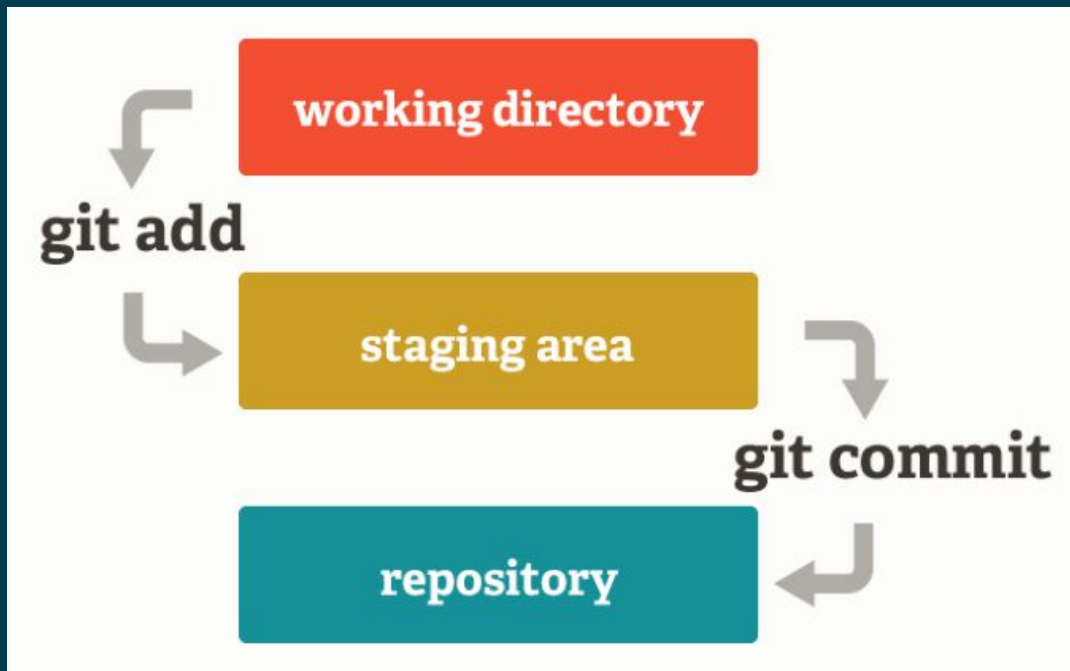 working directory
git add
staging area
git commit
repository